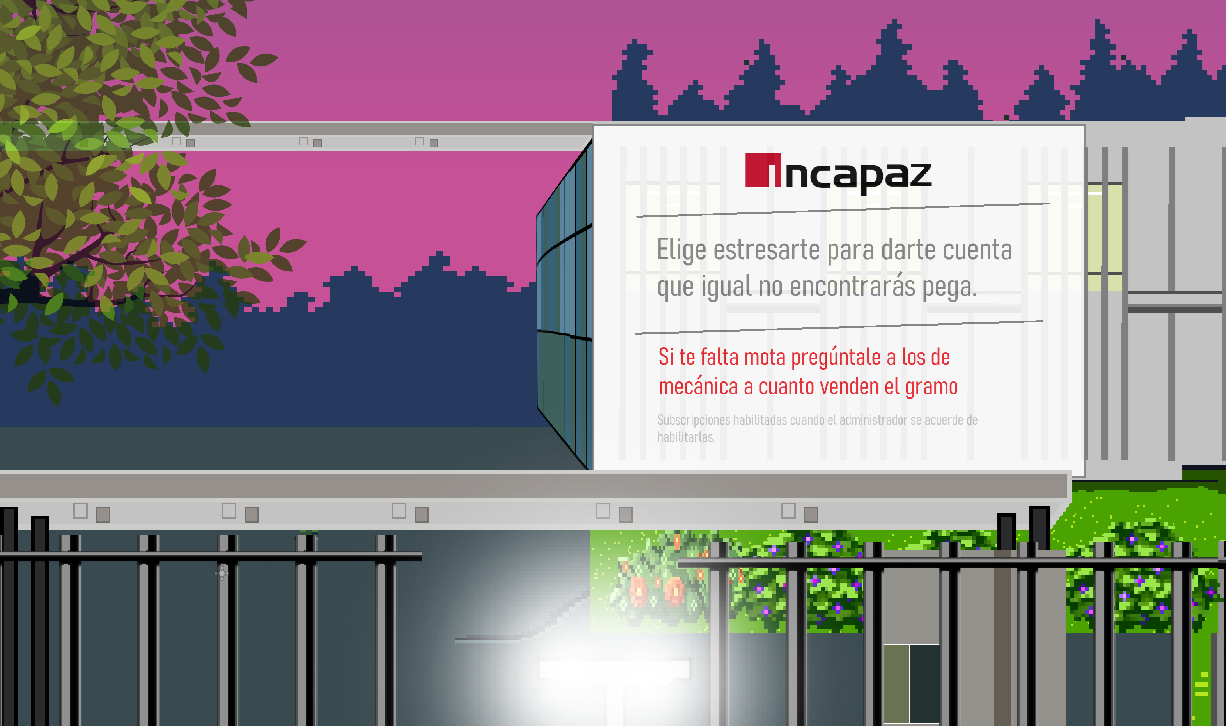 incapaz
Elige estresarte para darte cuenta
que igual no encontrarás pega.
Si te falta mota pregúntale a los de
mecánica a cuanto venden el gramo
Subscripciones habilitadas cuando el administrador se acuerde de
habilitarlas.